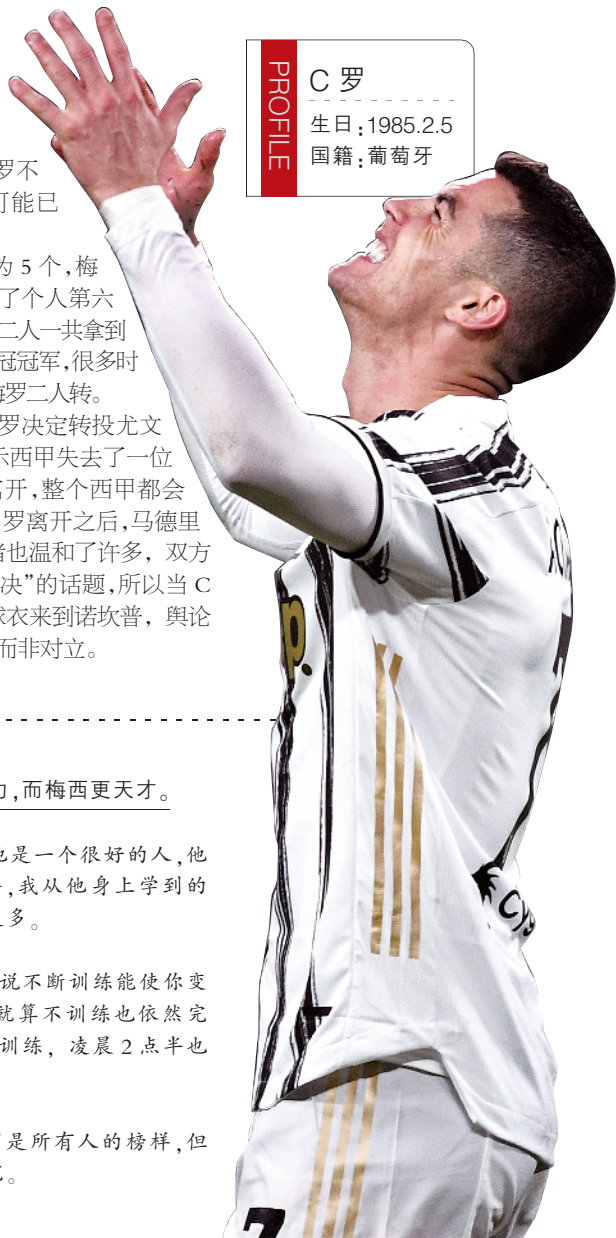 PROFILE
C 罗
生日:1985.2.5
国籍:葡萄牙
罗不
可能已
为 5 个,梅
了个人第六
二人一共拿到
冠冠军,很多时
梅罗二人转。
罗决定转投尤文
示西甲失去了一位
离开,整个西甲都会
罗离开之后,马德里
者也温和了许多, 双方
决”的话题,所以当 C
球衣来到诺坎普, 舆论
而非对立。
力,而梅西更天才。
也是一个很好的人,他
,我从他身上学到的
多。
说不断训练能使你变
就算不训练也依然完
训练, 凌晨 2 点半也
是所有人的榜样,但
。
7